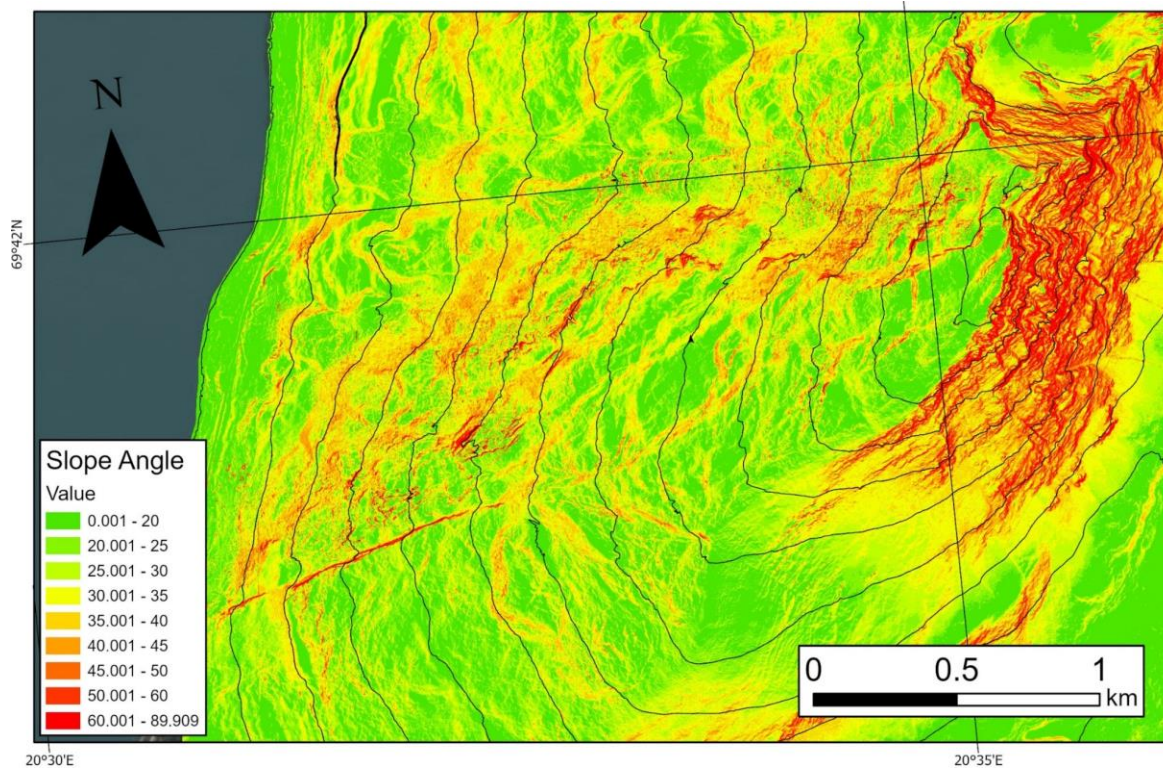 N
69°42'N
Slope Angle
Value
0.001 - 20
20.001 - 25
25.001 - 30
30.001 - 35
35.001 - 40
40.001 - 45
45.001 - 50
50.001 - 60
60.001 - 89.909
0 0.5 1
km
20°30'E 20°35'E